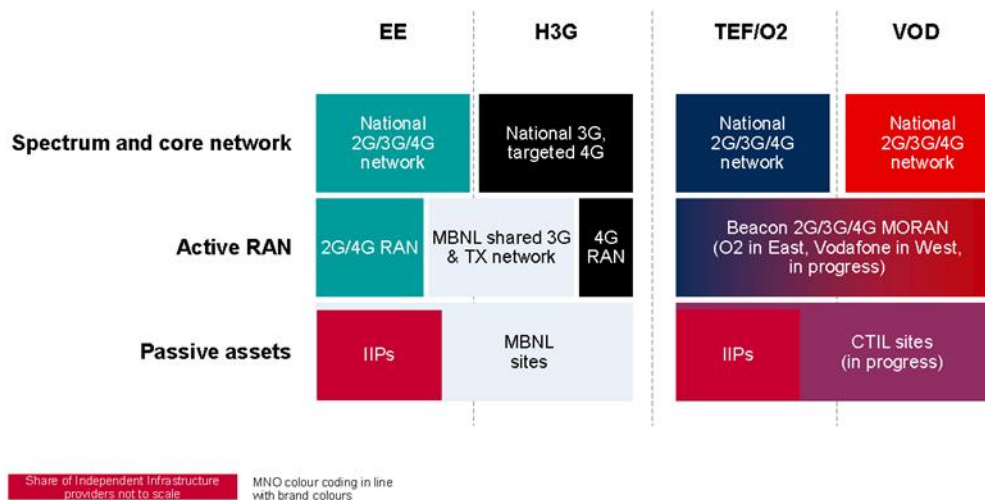 EE
H3G
TEF/O2
VOD
Spectrum and core network
National
2G/3G/4G
network
National 3G,
targeted 4G
National
2G/3G/4G
network
National
2G/3G/4G
network
Active RAN
2G/4G RAN
MBNL shared 3G
& TX network
4G
RAN
Beacon 2G/3G/4G MORAN
(O2 in East, Vodafone in West,
in progress)
Passive assets
IIPs
MBNL
sites
IIPs
CTIL sites
(in progress)
Share of Independent Infrastructure
providers not to scale
MNO colour coding in line
with brand colours